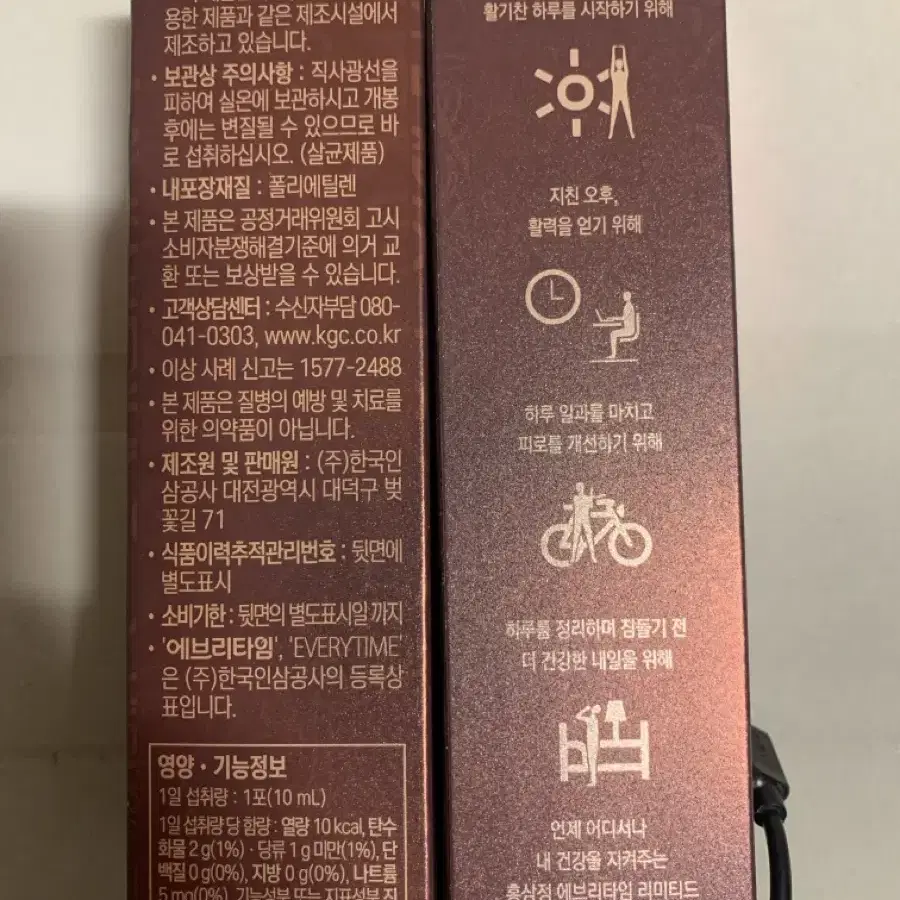 용한 제품과 같은 제조시설에서
제조하고 있습니다.
• 보관상 주의사항 : 직사광선을
피하여 실온에 보관하시고 개봉
후에는 변질될 수 있으므로 바
로 섭취하십시오. (살균제품)
• 내포장재질 : 폴리에틸렌
• 본 제품은 공정거래위원회 고시
소비자분쟁해결기준에 의거 교
환 또는 보상받을 수 있습니다.
• 고객상담센터 : 수신자부담 080-
041-0303, www.kgc.co.kr
• 이상 사례 신고는 1577-2488
• 본 제품은 질병의 예방 및 치료를
위한 의약품이 아닙니다.
• 제조원 및 판매원 : (주)한국인
삼공사 대전광역시 대덕구 벚
꽃길 71
• 식품이력추적관리번호 : 뒷면에
별도표시
• 소비기한 : 뒷면의 별도표시일 까지
• '에브리타임', 'EVERYTIME'
은 (주)한국인삼공사의 등록상
표입니다.
영양 • 기능정보
1일 섭취량 : 1포(10 mL)
1일 섭취량 당 함량 : 열량 10 kcal, 탄수
화물 2 g(1%) • 당류 1 g 미만(1%), 단
백질 0 g(0%), 지방 0 g(0%), 나트륨
5 mg(0%), 기능성분 또는 지표성분 진
활기찬 하루를 시작하기 위해
지친 오후,
활력을 얻기 위해
하루 일과를 마치고
피로를 개선하기 위해
하루를 정리하며 잠들기 전
더 건강한 내일을 위해
언제 어디서나
내 건강을 지켜주는
홍삼정 에브리타임 리미티드